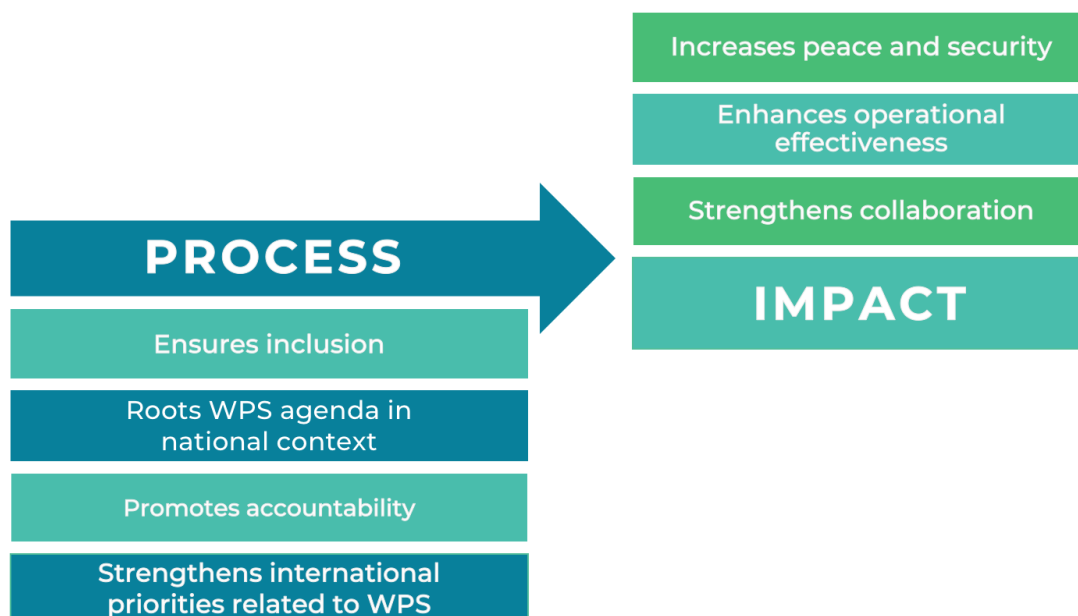 PROCESS
Ensures inclusion
Roots WPS agenda in
national context
Promotes accountability
Strengthens international
priorities related to WPS
Increases peace and security
Enhances operational
effectiveness
Strengthens collaboration
IMPACT